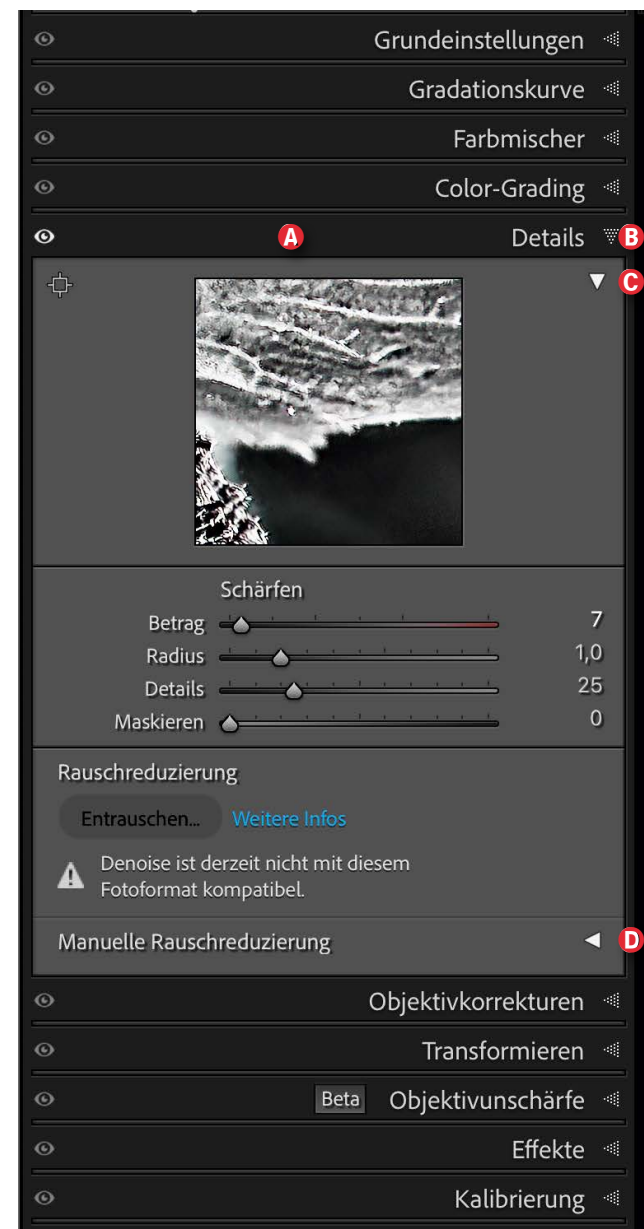 Grundeinstellungen
Gradationskurve
Farbmischer
Color-Grading
A Details B
C
Schärfen
Betrag 7
Radius 1,0
Details 25
Maskieren 0
Rauschreduzierung
Entrauschen... Weitere Infos
Denoise ist derzeit nicht mit diesem
Fotoformat kompatibel.
Manuelle Rauschreduzierung D
Objektivkorrekturen
Transformieren
Beta Objektivunschärfe
Effekte
Kalibrierung